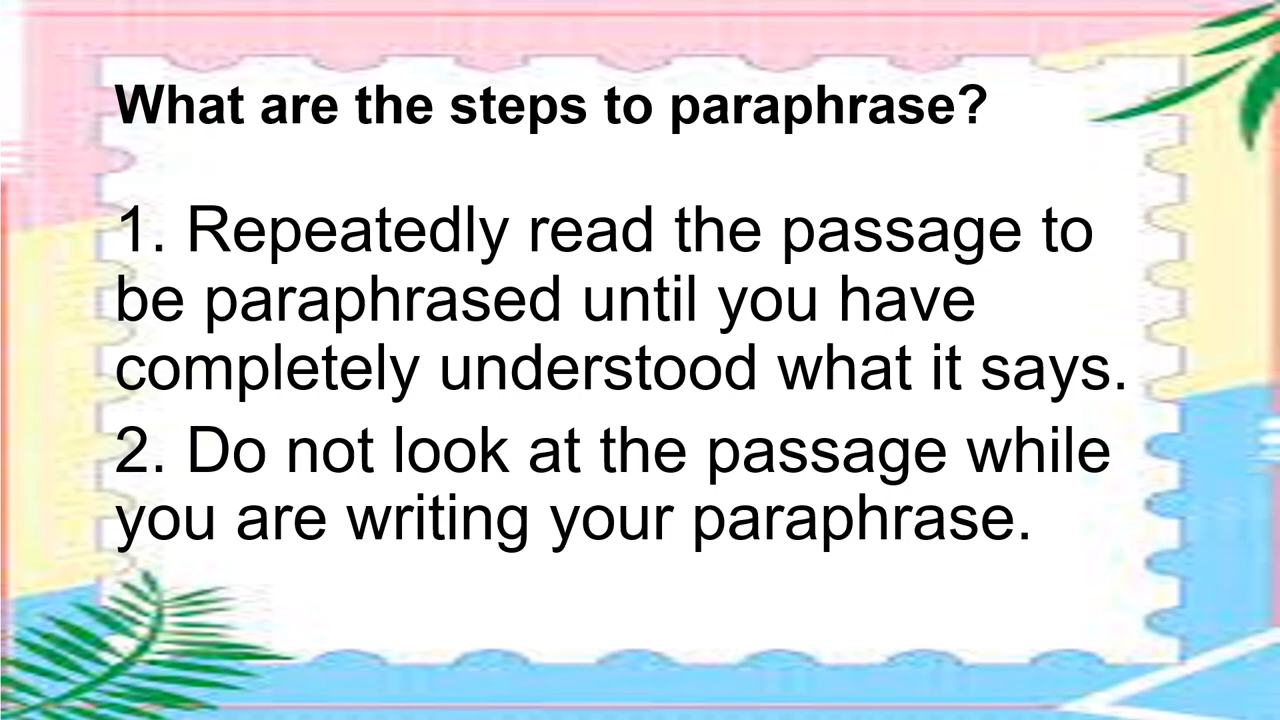 What are the steps to paraphrase?
1. Repeatedly read the passage to
be paraphrased until you have
completely understood what it says.
2. Do not look at the passage while
you are writing your paraphrase.